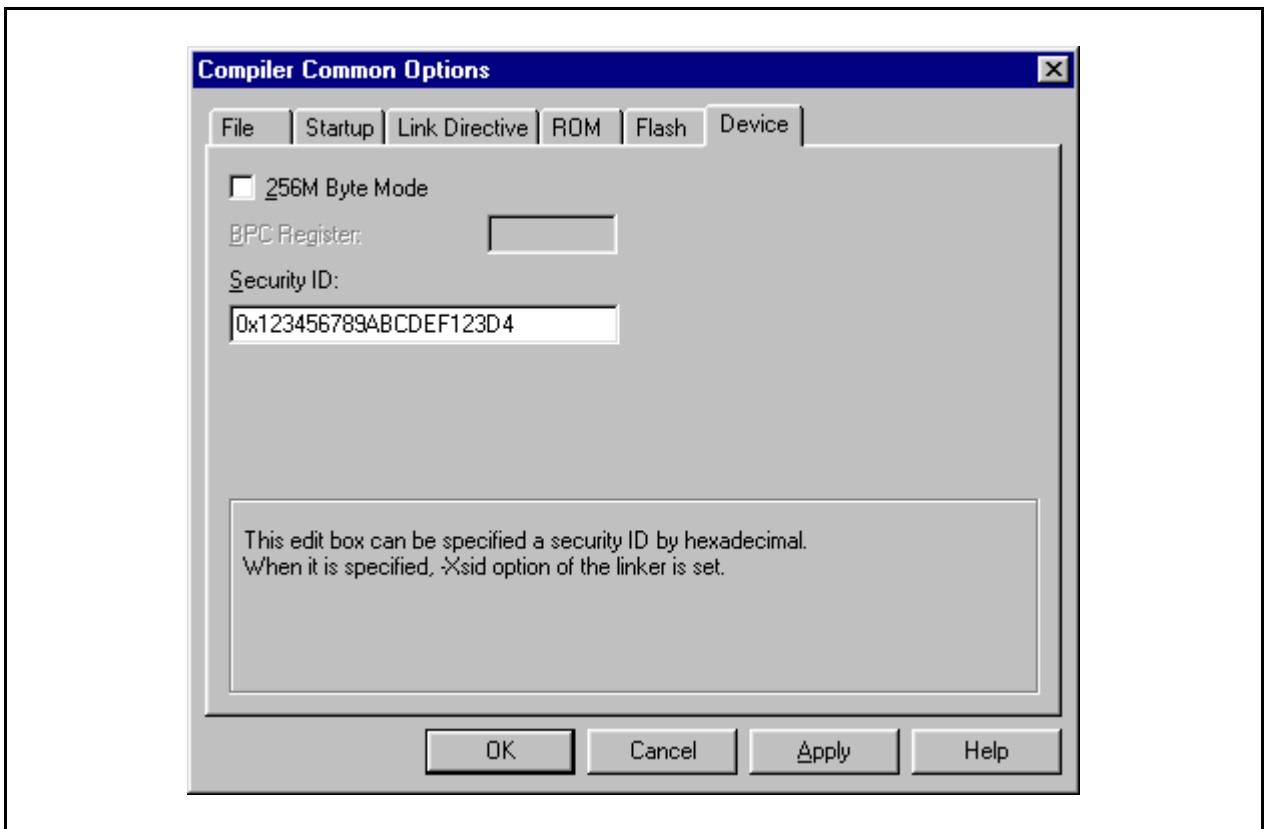 Compiler Common Options
File Startup Link Directive ROM Flash Device
256M Byte Mode
BPC Register:
Security ID:
0x123456789ABCDEF123D4
This edit box can be specified a security ID by hexadecimal.
When it is specified, -Xsid option of the linker is set.
OK Cancel Apply Help